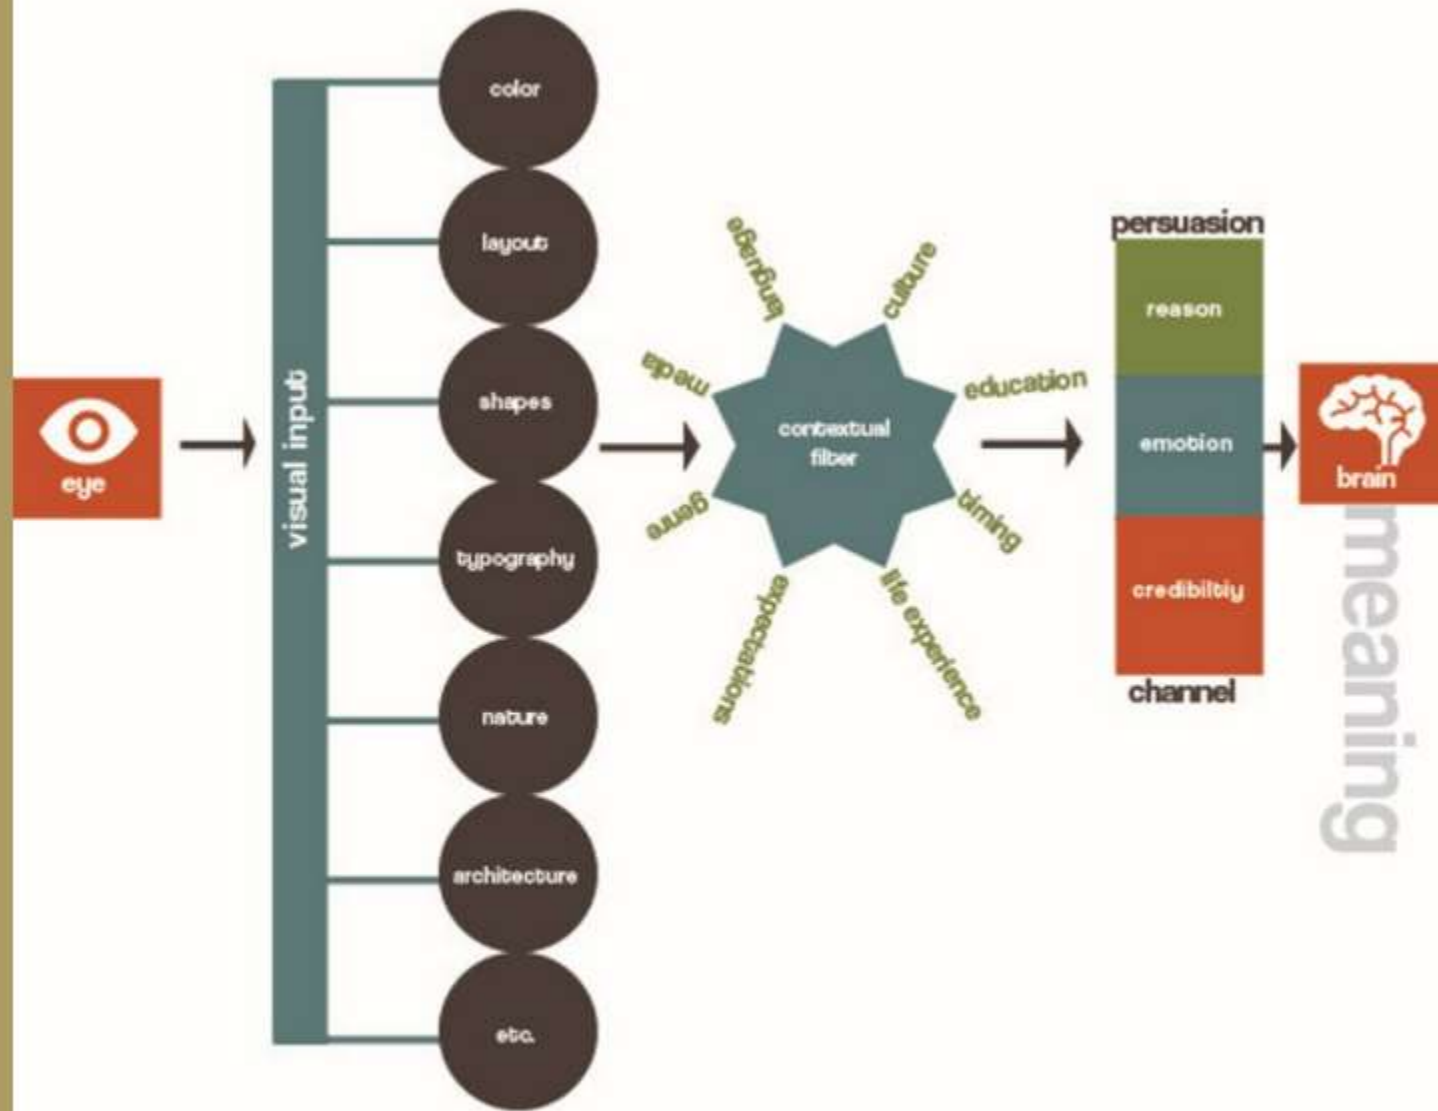 eye
visual input
color
layout
shapes
typography
nature
architecture
etc.
contextual
filter
language
culture
media
education
genre
timing
expectations
life experience
persuasion
reason
emotion
credibiltiy
channel
brain
meaning